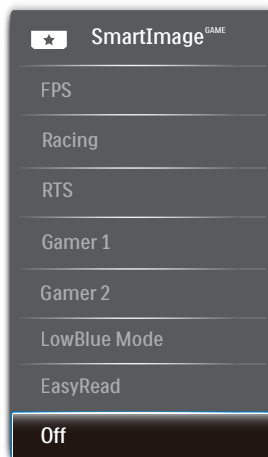 SmartImage GAME
FPS
Racing
RTS
Gamer 1
Gamer 2
LowBlue Mode
EasyRead
Off